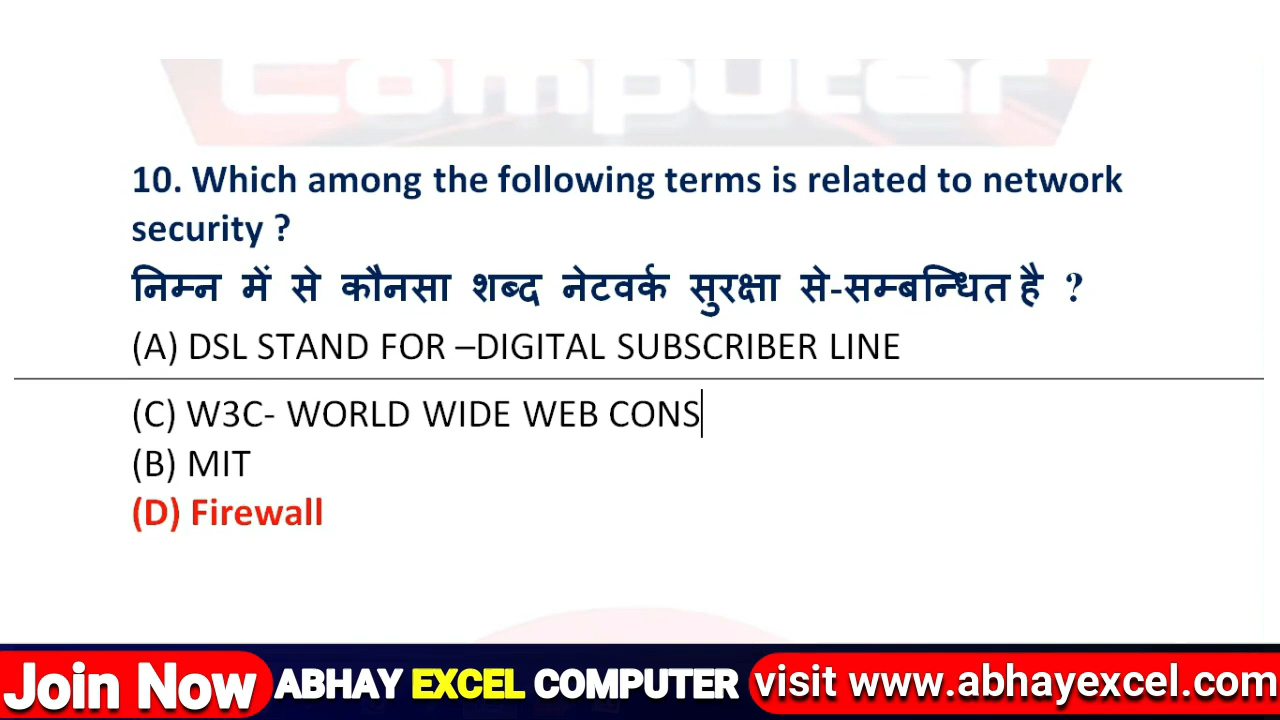 Computer
10. Which among the following terms is related to network
security ?
निम्न में से कौनसा शब्द नेटवर्क सुरक्षा से-सम्बन्धित है ?
(A) DSL STAND FOR –DIGITAL SUBSCRIBER LINE
(C) W3C- WORLD WIDE WEB CONS
(B) MIT
(D) Firewall
Join Now ABHAY EXCEL COMPUTER visit www.abhayexcel.com